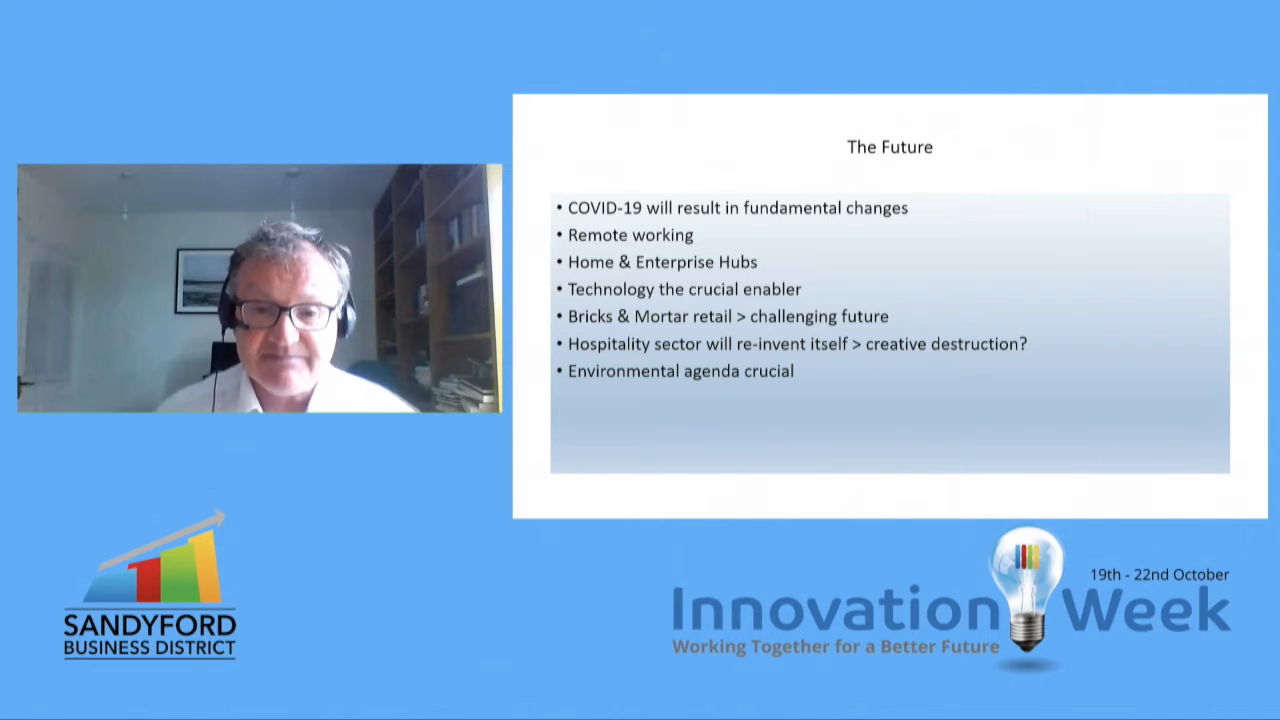 The Future
• COVID-19 will result in fundamental changes
• Remote working
• Home & Enterprise Hubs
• Technology the crucial enabler
• Bricks & Mortar retail > challenging future
• Hospitality sector will re-invent itself > creative destruction?
• Environmental agenda crucial
SANDYFORD
BUSINESS DISTRICT
19th - 22nd October
Innovation Week
Working Together for a Better Future